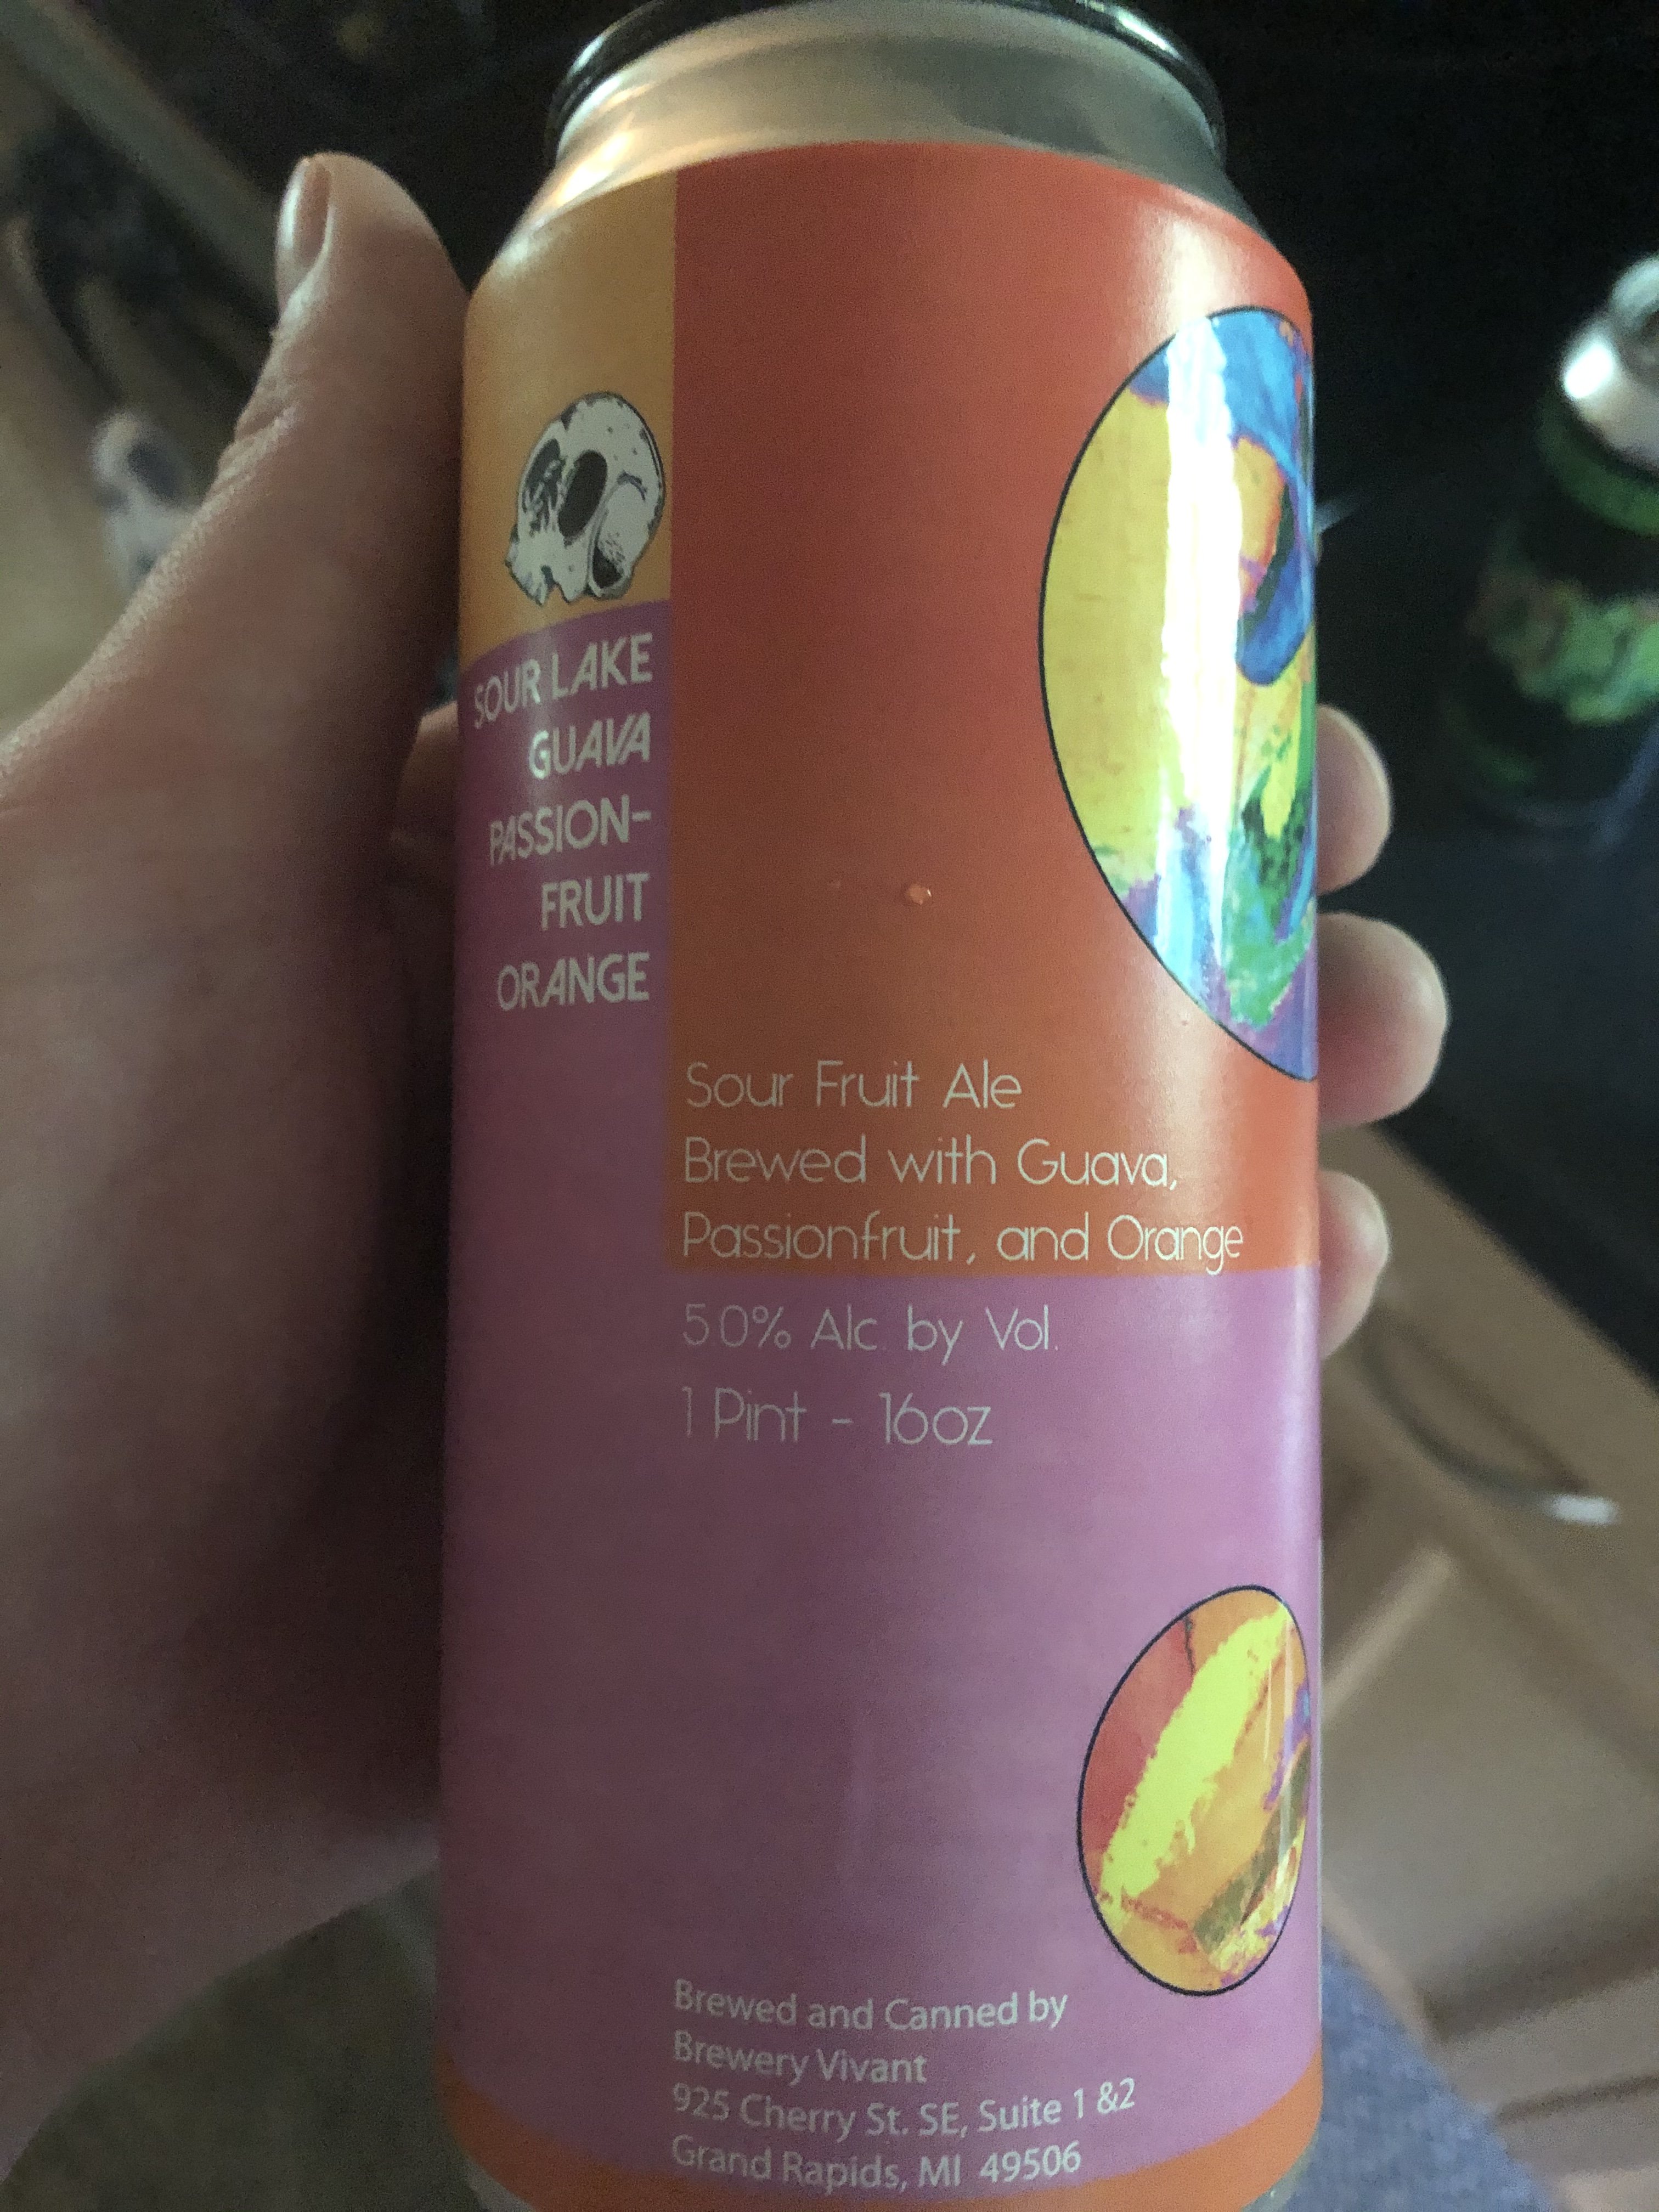 SOUR LAKE
GUAVA
PASSION-
FRUIT
ORANGE
Sour Fruit Ale
Brewed with Guava,
Passionfruit, and Orange
5.0% Alc. by Vol.
1 Pint - 16oz
Brewed and Canned by
Brewery Vivant
925 Cherry St. SE, Suite 1 &2
Grand Rapids, MI 49506